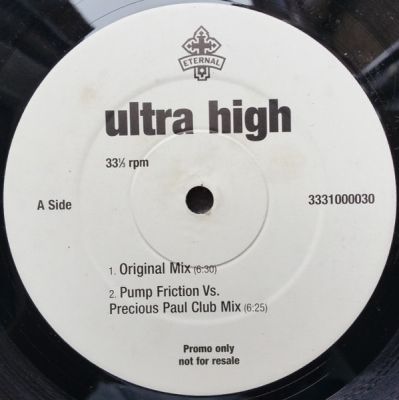 ETERNAL
ultra high
33⅓ rpm
A Side
3331000030
1. Original Mix (6:30)
2. Pump Friction Vs.
Precious Paul Club Mix (6:25)
Promo only
not for resale